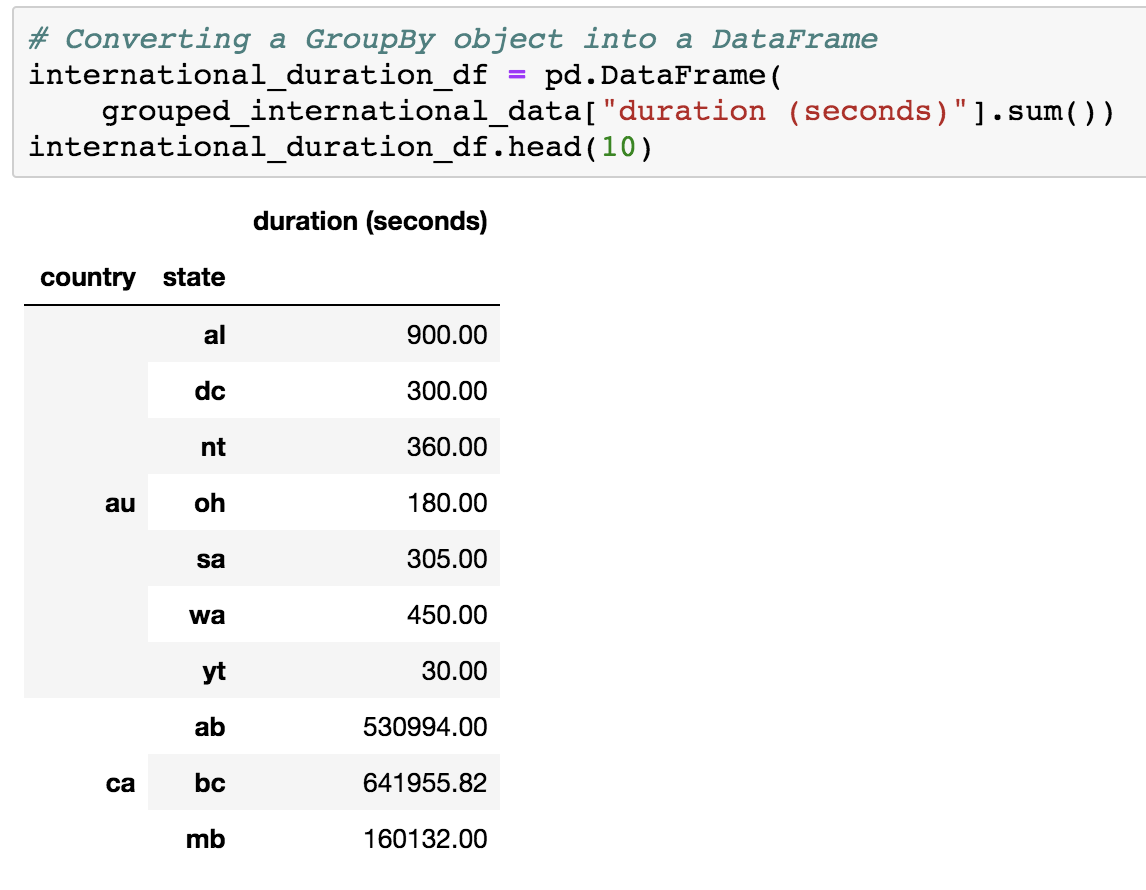 # Converting a GroupBy object into a DataFrame
international_duration_df = pd.DataFrame(
    grouped_international_data["duration (seconds)"].sum())
international_duration_df.head(10)
duration (seconds)
country state
al 900.00
dc 300.00
nt 360.00
au oh 180.00
sa 305.00
wa 450.00
yt 30.00
ab 530994.00
ca bc 641955.82
mb 160132.00